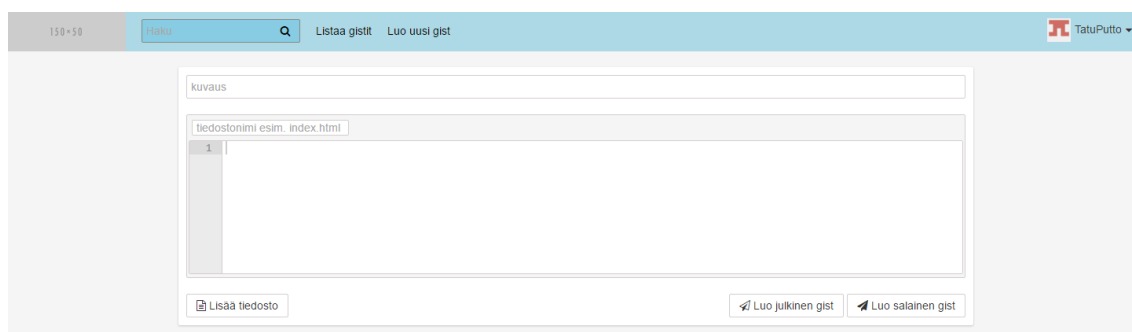 150×50 Haku Listaa gistit Luo uusi gist TatuPutto
kuvaus
tiedostonimi esim. index.html
1
Lisää tiedosto Luo julkinen gist Luo salainen gist